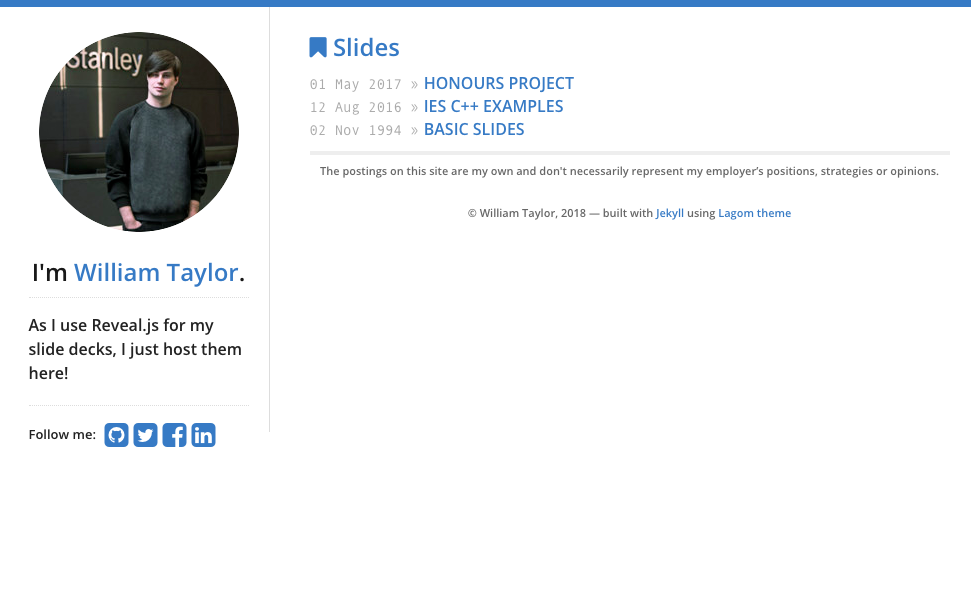 Stanley
I'm William Taylor.
As I use Reveal.js for my
slide decks, I just host them
here!
Follow me:
Slides
01 May 2017 » HONOURS PROJECT
12 Aug 2016 » IES C++ EXAMPLES
02 Nov 1994 » BASIC SLIDES
The postings on this site are my own and don't necessarily represent my employer’s positions, strategies or opinions.
© William Taylor, 2018 — built with Jekyll using Lagom theme